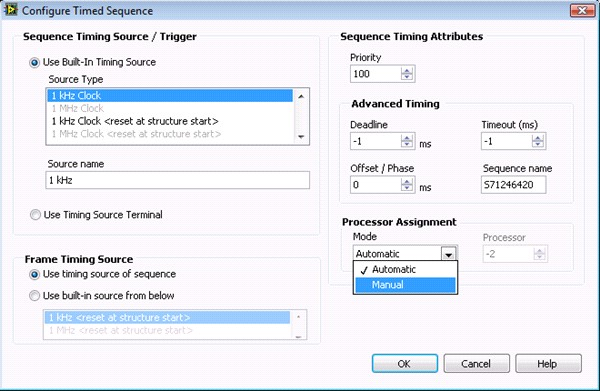 Configure Timed Sequence
Sequence Timing Source / Trigger
Use Built-In Timing Source
Source Type
1 kHz Clock
1 MHz Clock
1 kHz Clock <reset at structure start>
1 MHz Clock <reset at structure start>
Source name
1 kHz
Use Timing Source Terminal
Frame Timing Source
Use timing source of sequence
Use built-in source from below
1 kHz <reset at structure start>
1 MHz <reset at structure start>
Sequence Timing Attributes
Priority
100
Advanced Timing
Deadline
-1 ms
Timeout (ms)
-1
Offset / Phase
0 ms
Sequence name
S71246420
Processor Assignment
Mode
Automatic
✓ Automatic
Manual
Processor
-2
OK
Cancel
Help